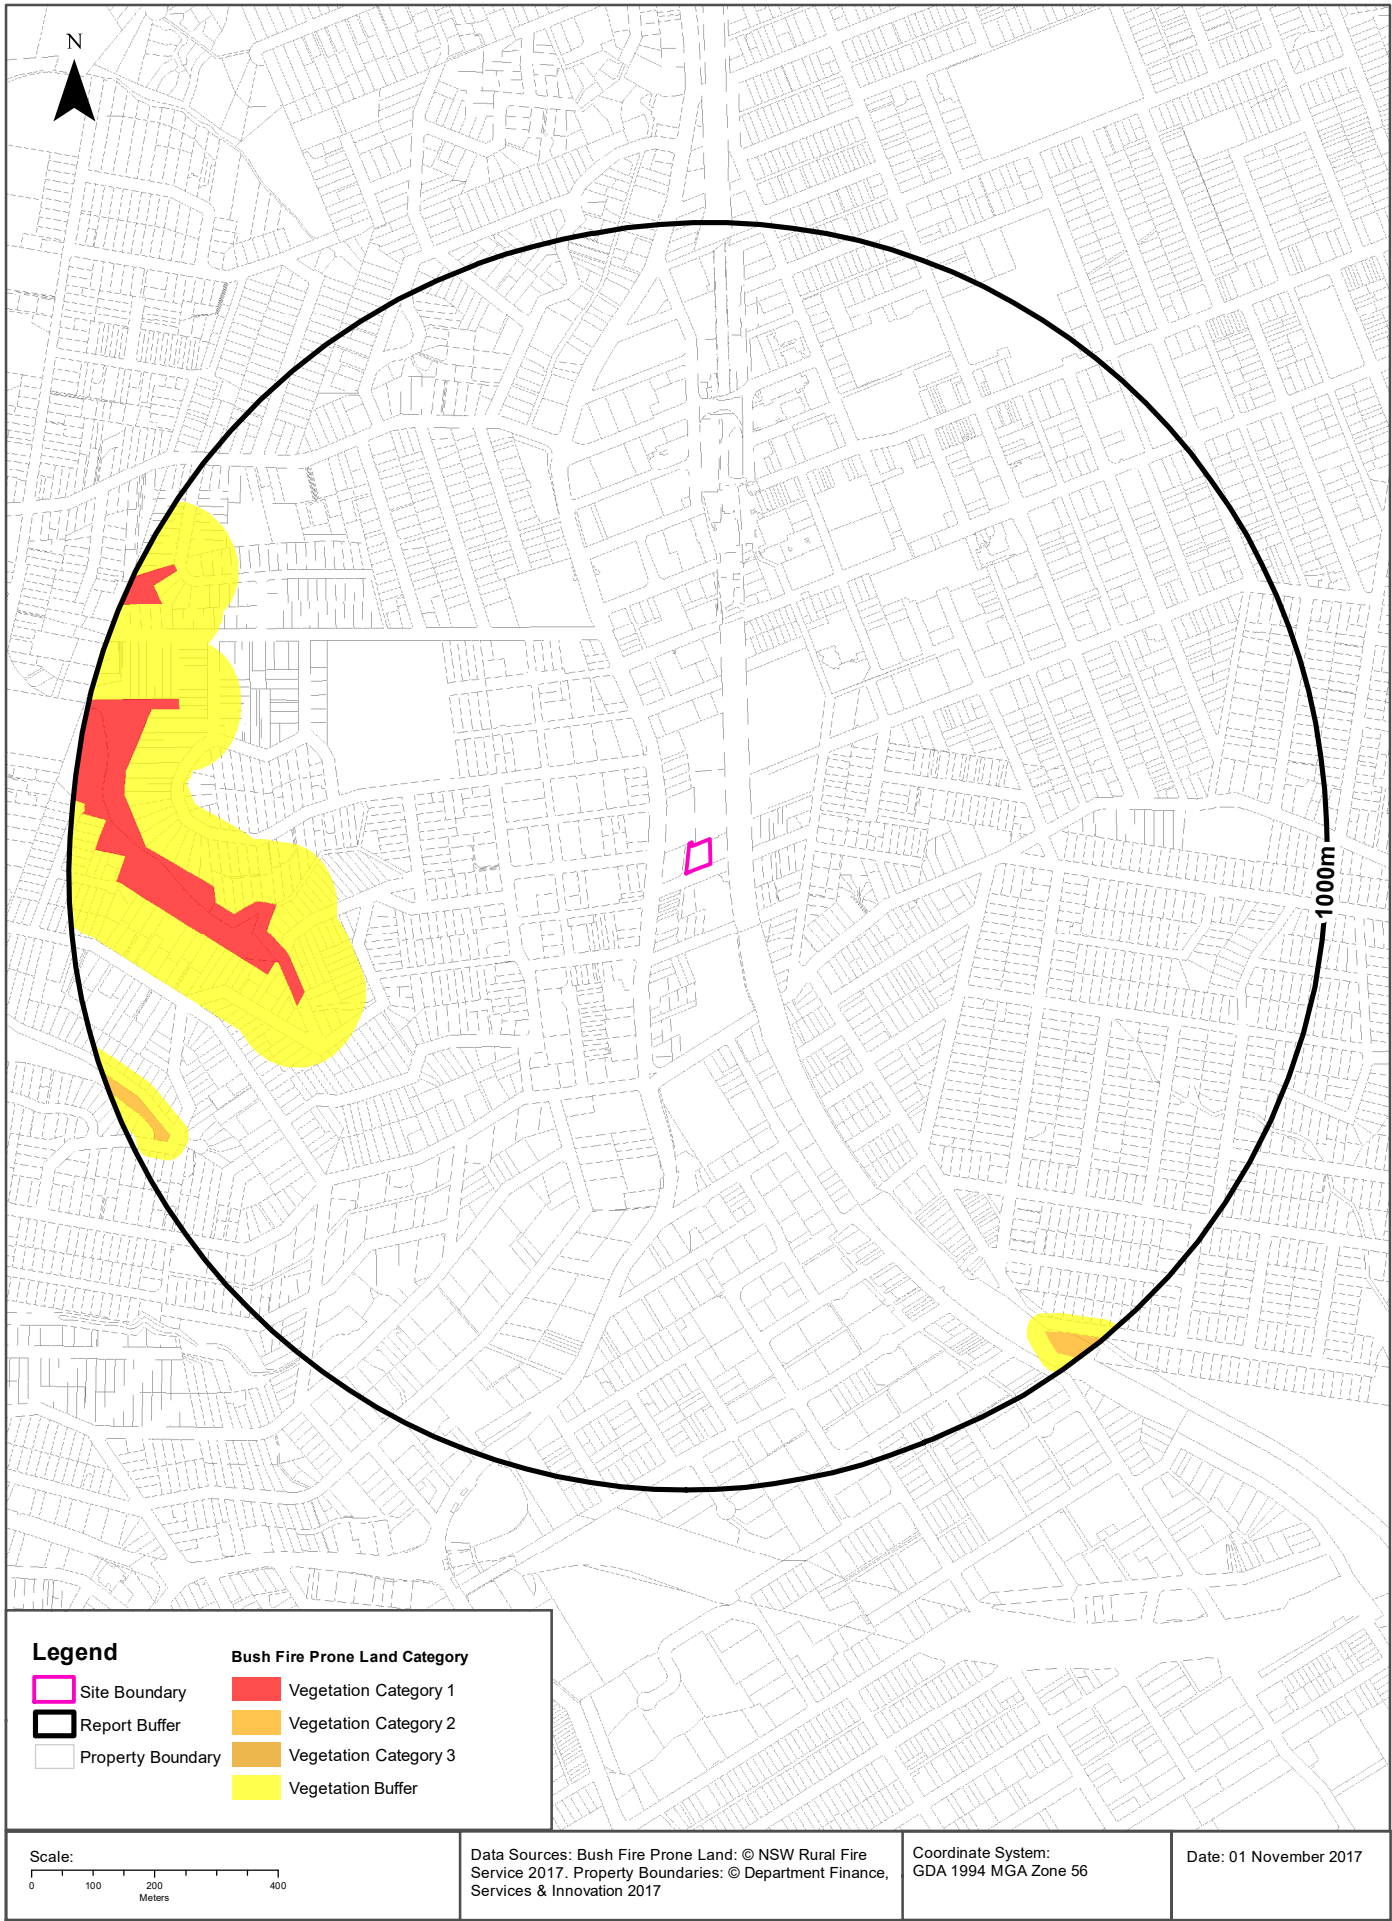 N
1000m
Legend
Site Boundary
Report Buffer
Property Boundary
Bush Fire Prone Land Category
Vegetation Category 1
Vegetation Category 2
Vegetation Category 3
Vegetation Buffer
Scale:
0 100 200 400
Meters
Data Sources: Bush Fire Prone Land: © NSW Rural Fire
Service 2017. Property Boundaries: © Department Finance,
Services & Innovation 2017
Coordinate System:
GDA 1994 MGA Zone 56
Date: 01 November 2017